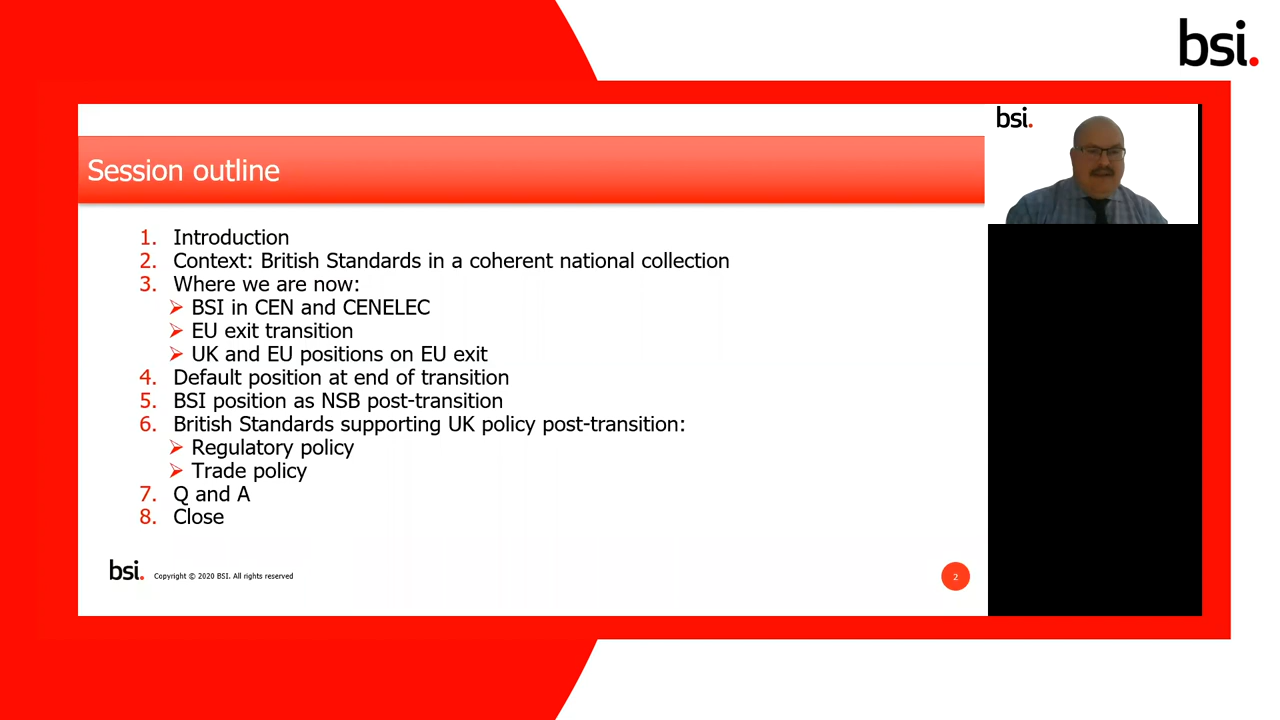 bsi.
bsi.
Session outline
1. Introduction
2. Context: British Standards in a coherent national collection
3. Where we are now:
➢ BSI in CEN and CENELEC
➢ EU exit transition
➢ UK and EU positions on EU exit
4. Default position at end of transition
5. BSI position as NSB post-transition
6. British Standards supporting UK policy post-transition:
➢ Regulatory policy
➢ Trade policy
7. Q and A
8. Close
bsi. Copyright © 2020 BSI. All rights reserved
2